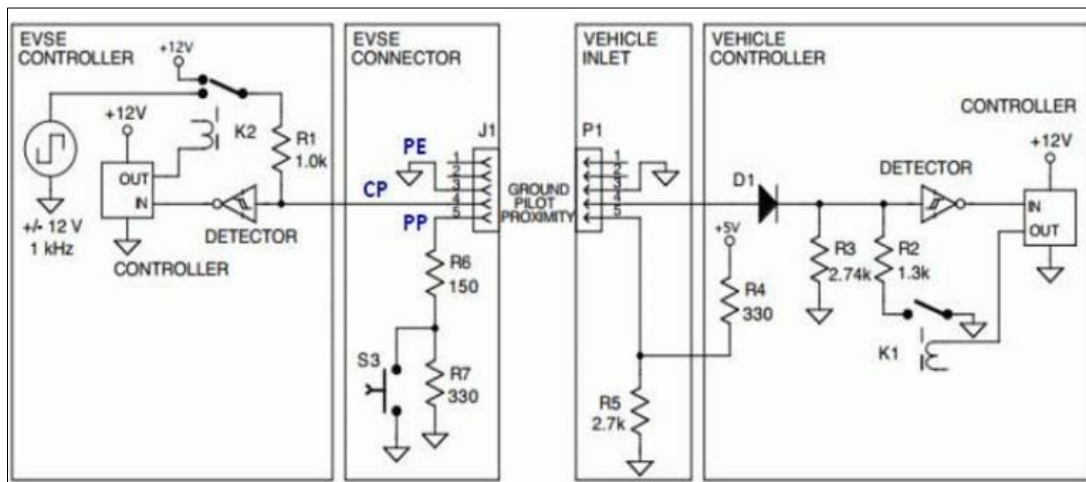 EVSE
CONTROLLER
+12V
+12V
K2
R1
1.0k
OUT
IN
+/- 12 V
1 kHz
DETECTOR
CONTROLLER
EVSE
CONNECTOR
J1
PE
CP
PP
1
2
3
4
5
R6
150
S3
R7
330
GROUND
PILOT
PROXIMITY
VEHICLE
INLET
P1
1
2
3
4
5
R5
2.7k
VEHICLE
CONTROLLER
CONTROLLER
+12V
D1
DETECTOR
IN
OUT
+5V
R3
2.74k
R2
1.3k
R4
330
K1